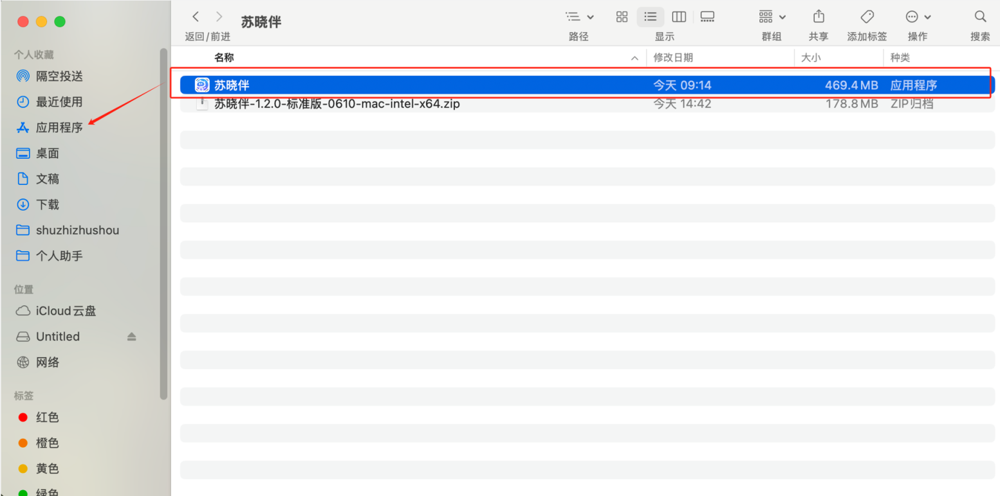 苏晓伴
返回/前进
路径
显示
群组
共享
添加标签
操作
搜索
个人收藏
隔空投送
最近使用
应用程序
桌面
文稿
下载
shuzhizhushou
个人助手
位置
iCloud云盘
Untitled
网络
标签
红色
橙色
黄色
绿色
名称 修改日期 大小 种类
苏晓伴 今天 09:14 469.4 MB 应用程序
苏晓伴-1.2.0-标准版-0610-mac-intel-x64.zip 今天 14:42 178.8 MB ZIP归档